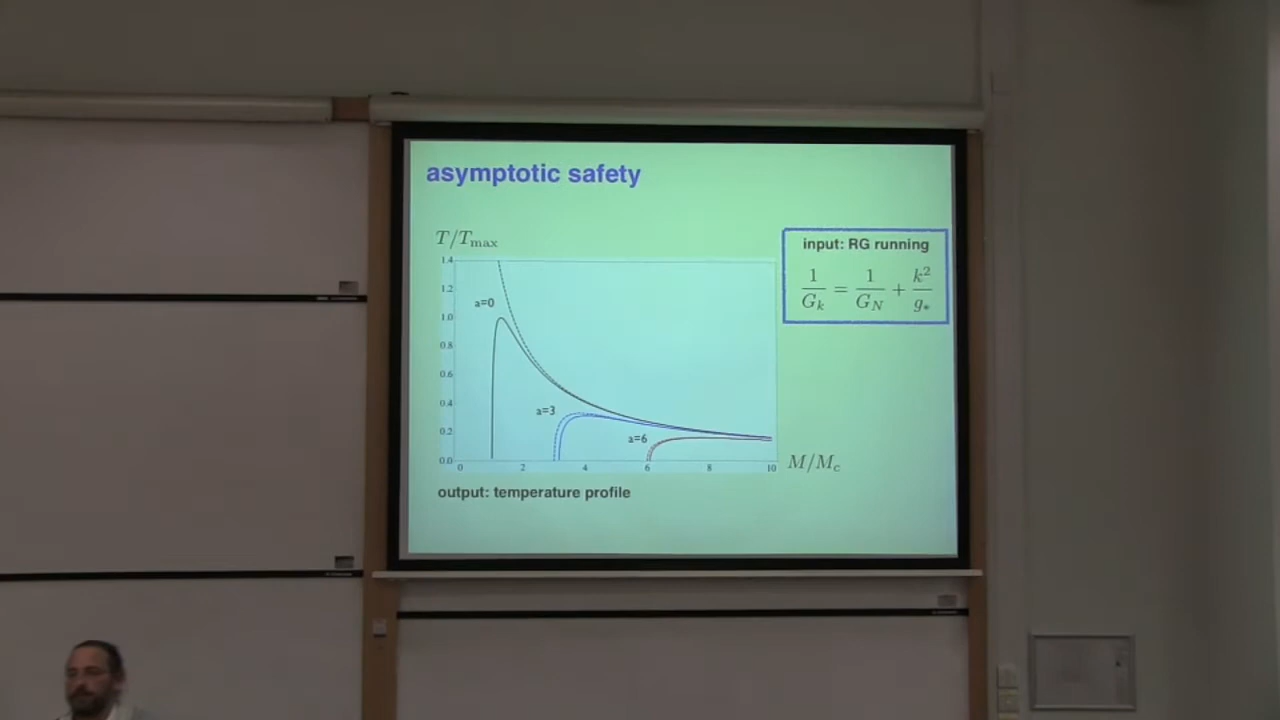 asymptotic safety
T/T_max
1.4
1.2
1.0
0.8
0.6
0.4
0.2
0.0
a=0
a=3
a=6
0 2 4 6 8 10
M/M_c
output: temperature profile
input: RG running
1/G_k = 1/G_N + k²/g_*